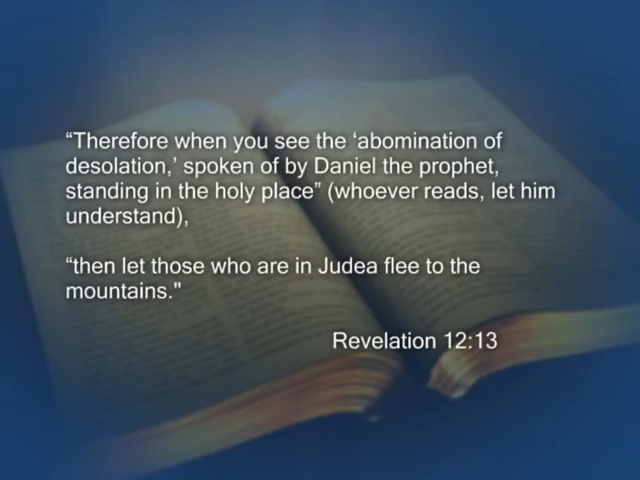 “Therefore when you see the ‘abomination of
desolation,’ spoken of by Daniel the prophet,
standing in the holy place” (whoever reads, let him
understand),
“then let those who are in Judea flee to the
mountains."
Revelation 12:13